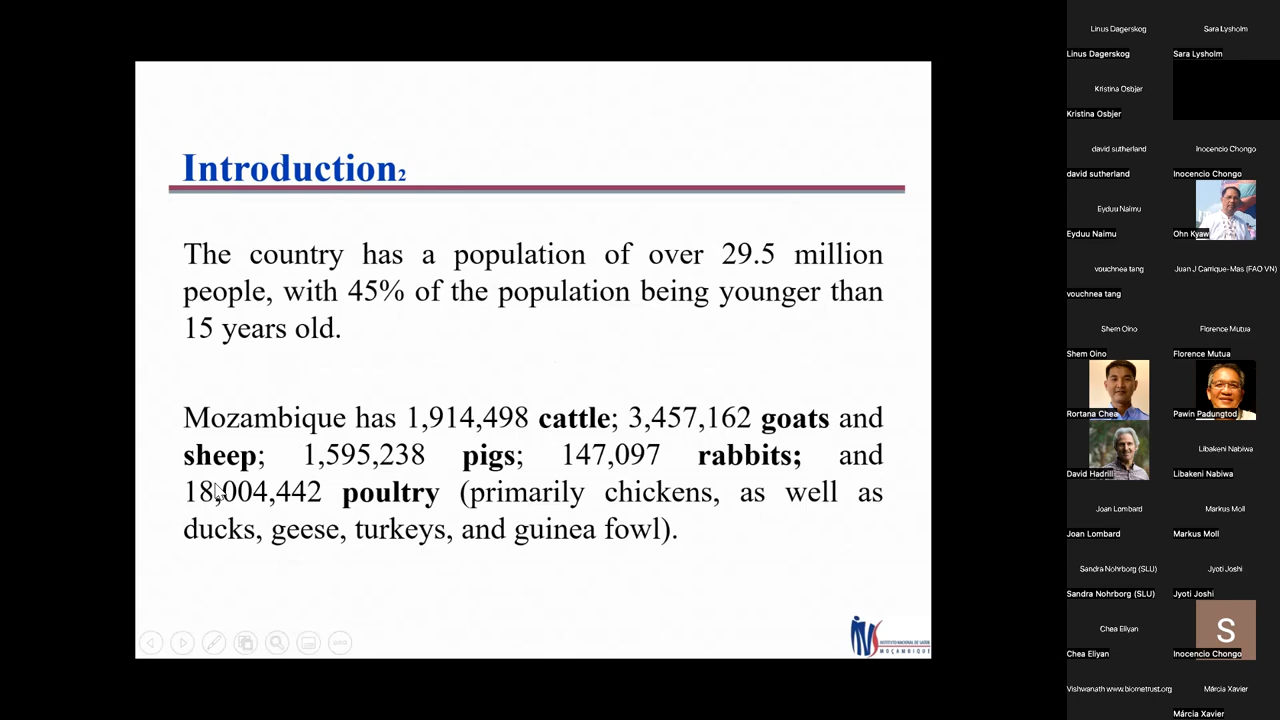 Introduction2
The country has a population of over 29.5 million
people, with 45% of the population being younger than
15 years old.
Mozambique has 1,914,498 cattle; 3,457,162 goats and
sheep; 1,595,238 pigs; 147,097 rabbits; and
18,004,442 poultry (primarily chickens, as well as
ducks, geese, turkeys, and guinea fowl).
INSTITUTO NACIONAL DE SAÚDE
MOÇAMBIQUE
Linus Dagerskog
Linus Dagerskog
Sara Lysholm
Sara Lysholm
Kristina Osbjer
Kristina Osbjer
david sutherland
david sutherland
Inocencio Chongo
Inocencio Chongo
Eyduu Naimu
Eyduu Naimu
Ohn Kyaw
vouchnea tang
vouchnea tang
Juan J Carrique-Mas (FAO VN)
Shem Oino
Shem Oino
Florence Mutua
Florence Mutua
Rortana Chea
Pawin Padungtod
David Hadrill
Libakeni Nabiwa
Libakeni Nabiwa
Joan Lombard
Joan Lombard
Markus Moll
Markus Moll
Sandra Nohrborg (SLU)
Sandra Nohrborg (SLU)
Jyoti Joshi
Jyoti Joshi
Chea Eliyan
Chea Eliyan
S
Inocencio Chongo
Vishwanath www.biometrust.org
Márcia Xavier
Márcia Xavier